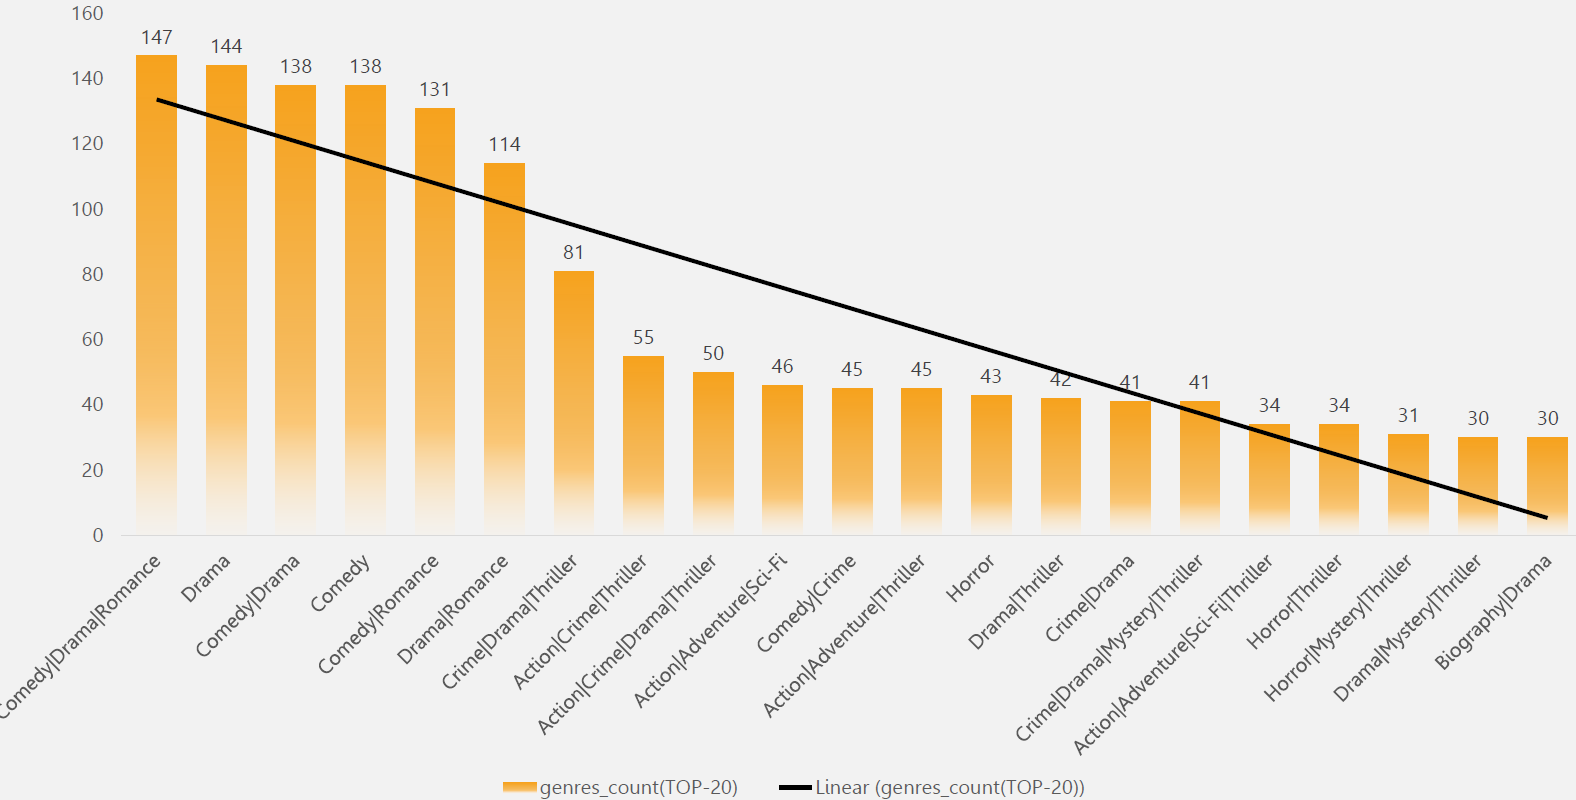 160
140
120
100
80
60
40
20
0
147
144
138
138
131
114
81
55
50
46
45
45
43
42
41
41
34
34
31
30
30
Comedy|Drama|Romance
Drama
Comedy|Drama
Comedy
Comedy|Romance
Drama|Romance
Crime|Drama|Thriller
Action|Crime|Thriller
Action|Crime|Drama|Thriller
Action|Adventure|Sci-Fi
Comedy|Crime
Action|Adventure|Thriller
Horror
Drama|Thriller
Crime|Drama
Crime|Drama|Mystery|Thriller
Action|Adventure|Sci-Fi|Thriller
Horror|Thriller
Horror|Mystery|Thriller
Drama|Mystery|Thriller
Biography|Drama
genres_count(TOP-20)
Linear (genres_count(TOP-20))